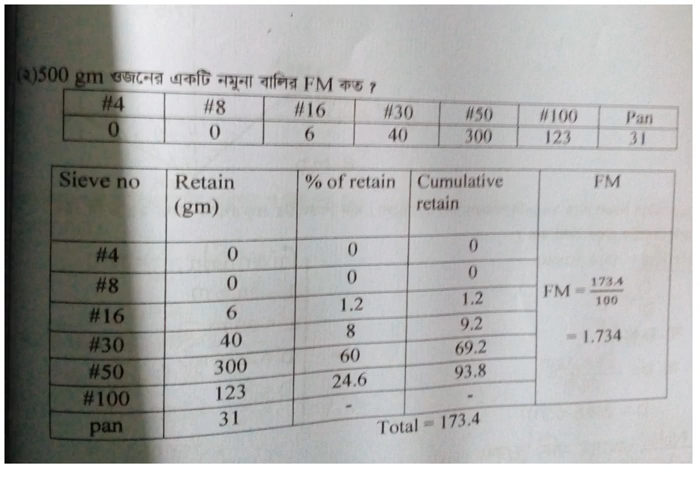 (২)500 gm ওজনের একটি নমুনা বালির FM কত ?
#4 #8 #16 #30 #50 #100 Pan
0 0 6 40 300 123 31
Sieve no Retain (gm) % of retain Cumulative retain FM
#4 0 0 0
#8 0 0 0
#16 6 1.2 1.2
#30 40 8 9.2
#50 300 60 69.2
#100 123 24.6 93.8
pan 31 - -
FM = 173.4 / 100
= 1.734
Total = 173.4